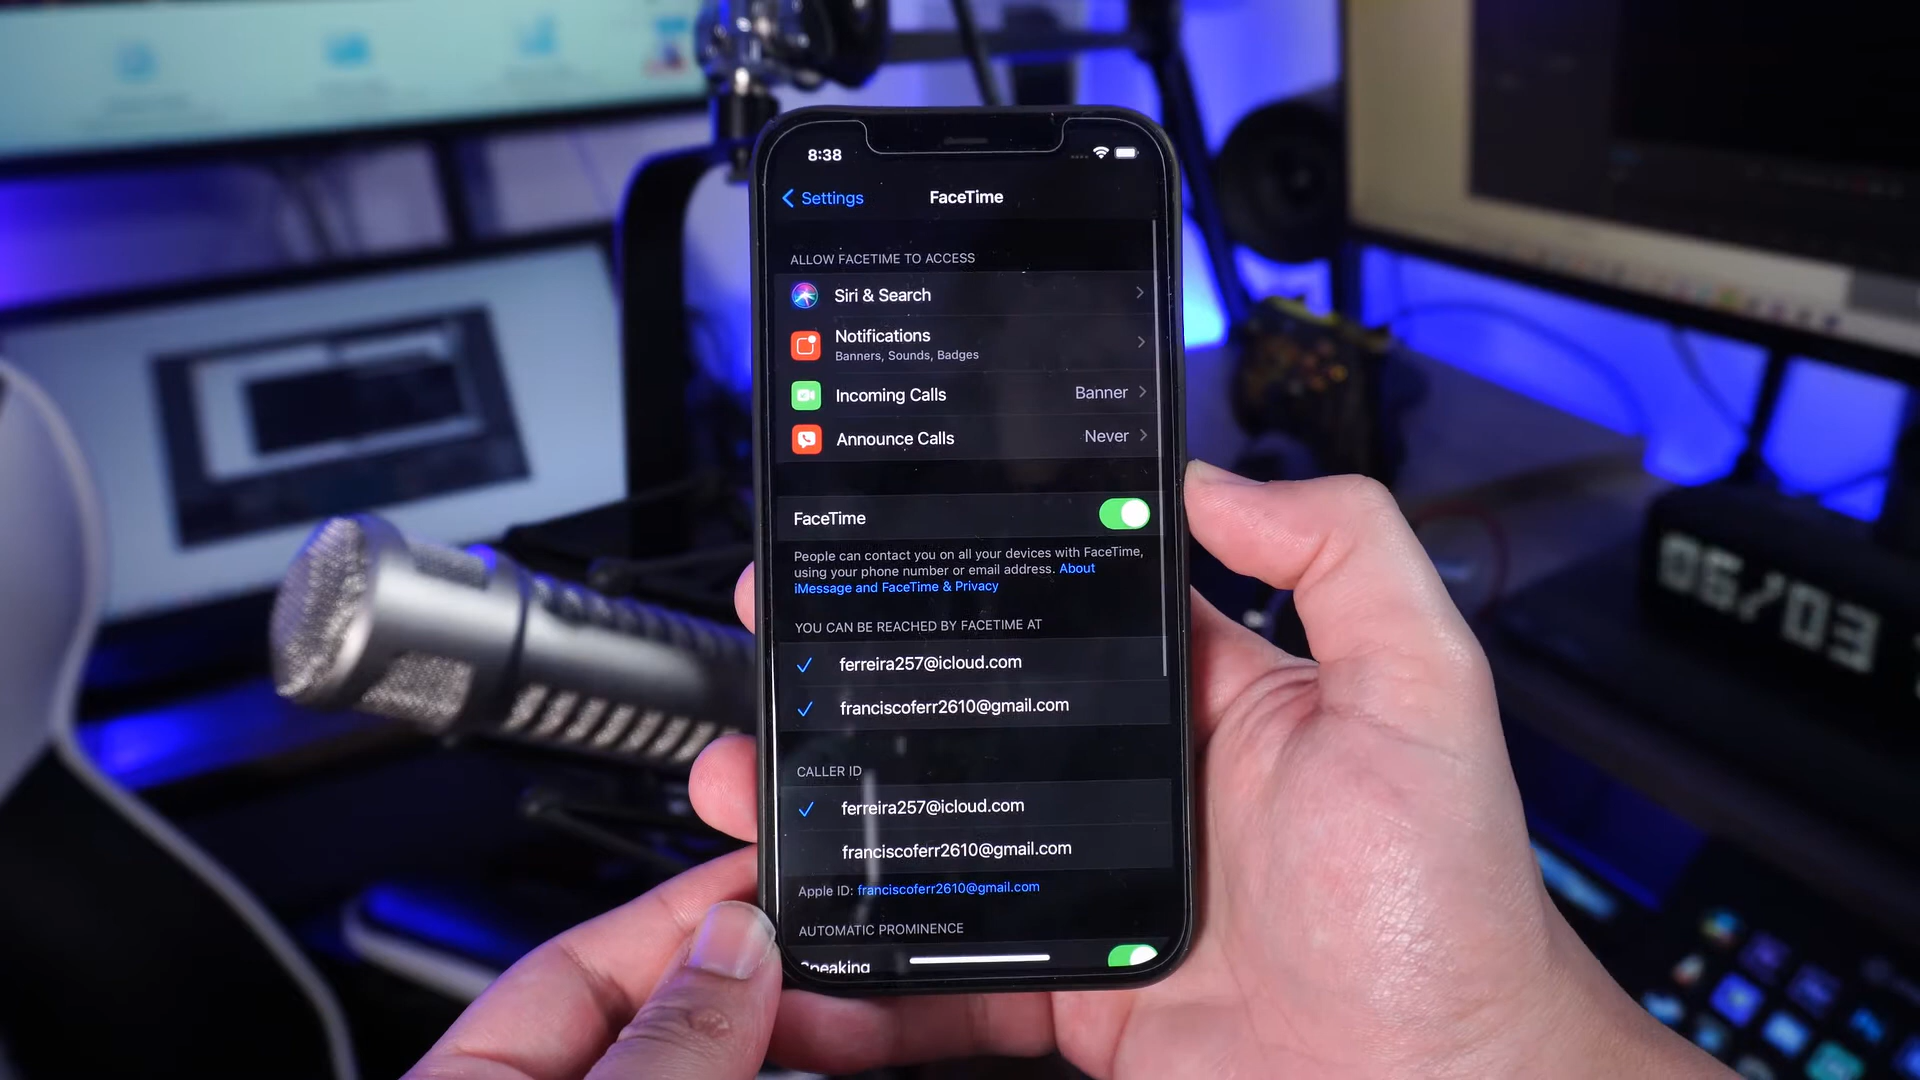 8:38
Settings
FaceTime
ALLOW FACETIME TO ACCESS
Siri & Search
Notifications
Banners, Sounds, Badges
Incoming Calls Banner
Announce Calls Never
FaceTime
People can contact you on all your devices with FaceTime,
using your phone number or email address. About
iMessage and FaceTime & Privacy
YOU CAN BE REACHED BY FACETIME AT
ferreira257@icloud.com
franciscoferr2610@gmail.com
CALLER ID
ferreira257@icloud.com
franciscoferr2610@gmail.com
Apple ID: franciscoferr2610@gmail.com
AUTOMATIC PROMINENCE
Speaking
05/03